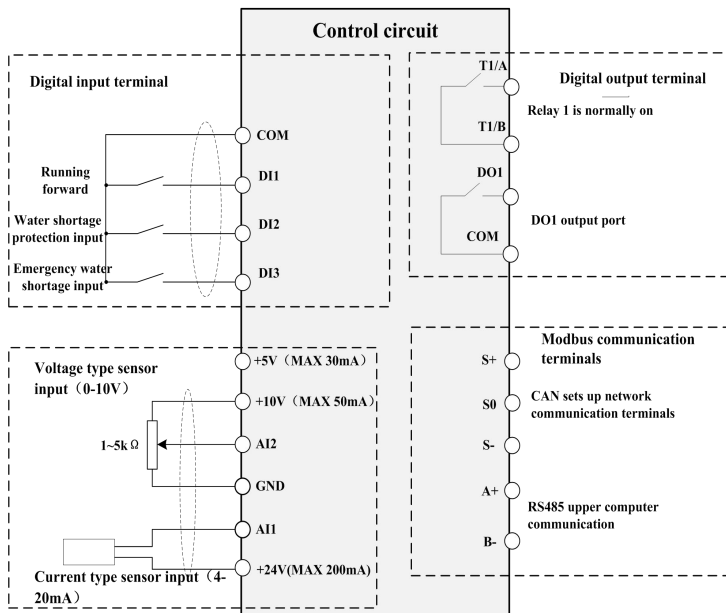 Control circuit
Digital input terminal
COM
Running
forward
DI1
Water shortage
protection input
DI2
Emergency water
shortage input
DI3
T1/A
Digital output terminal
Relay 1 is normally on
T1/B
DO1
DO1 output port
COM
Voltage type sensor
input（0-10V）
+5V（MAX 30mA）
+10V（MAX 50mA）
1~5k Ω
AI2
GND
AI1
Current type sensor input（4-
20mA）
+24V(MAX 200mA)
Modbus communication
terminals
S+
CAN sets up network
communication terminals
S0
S-
A+
RS485 upper computer
communication
B-